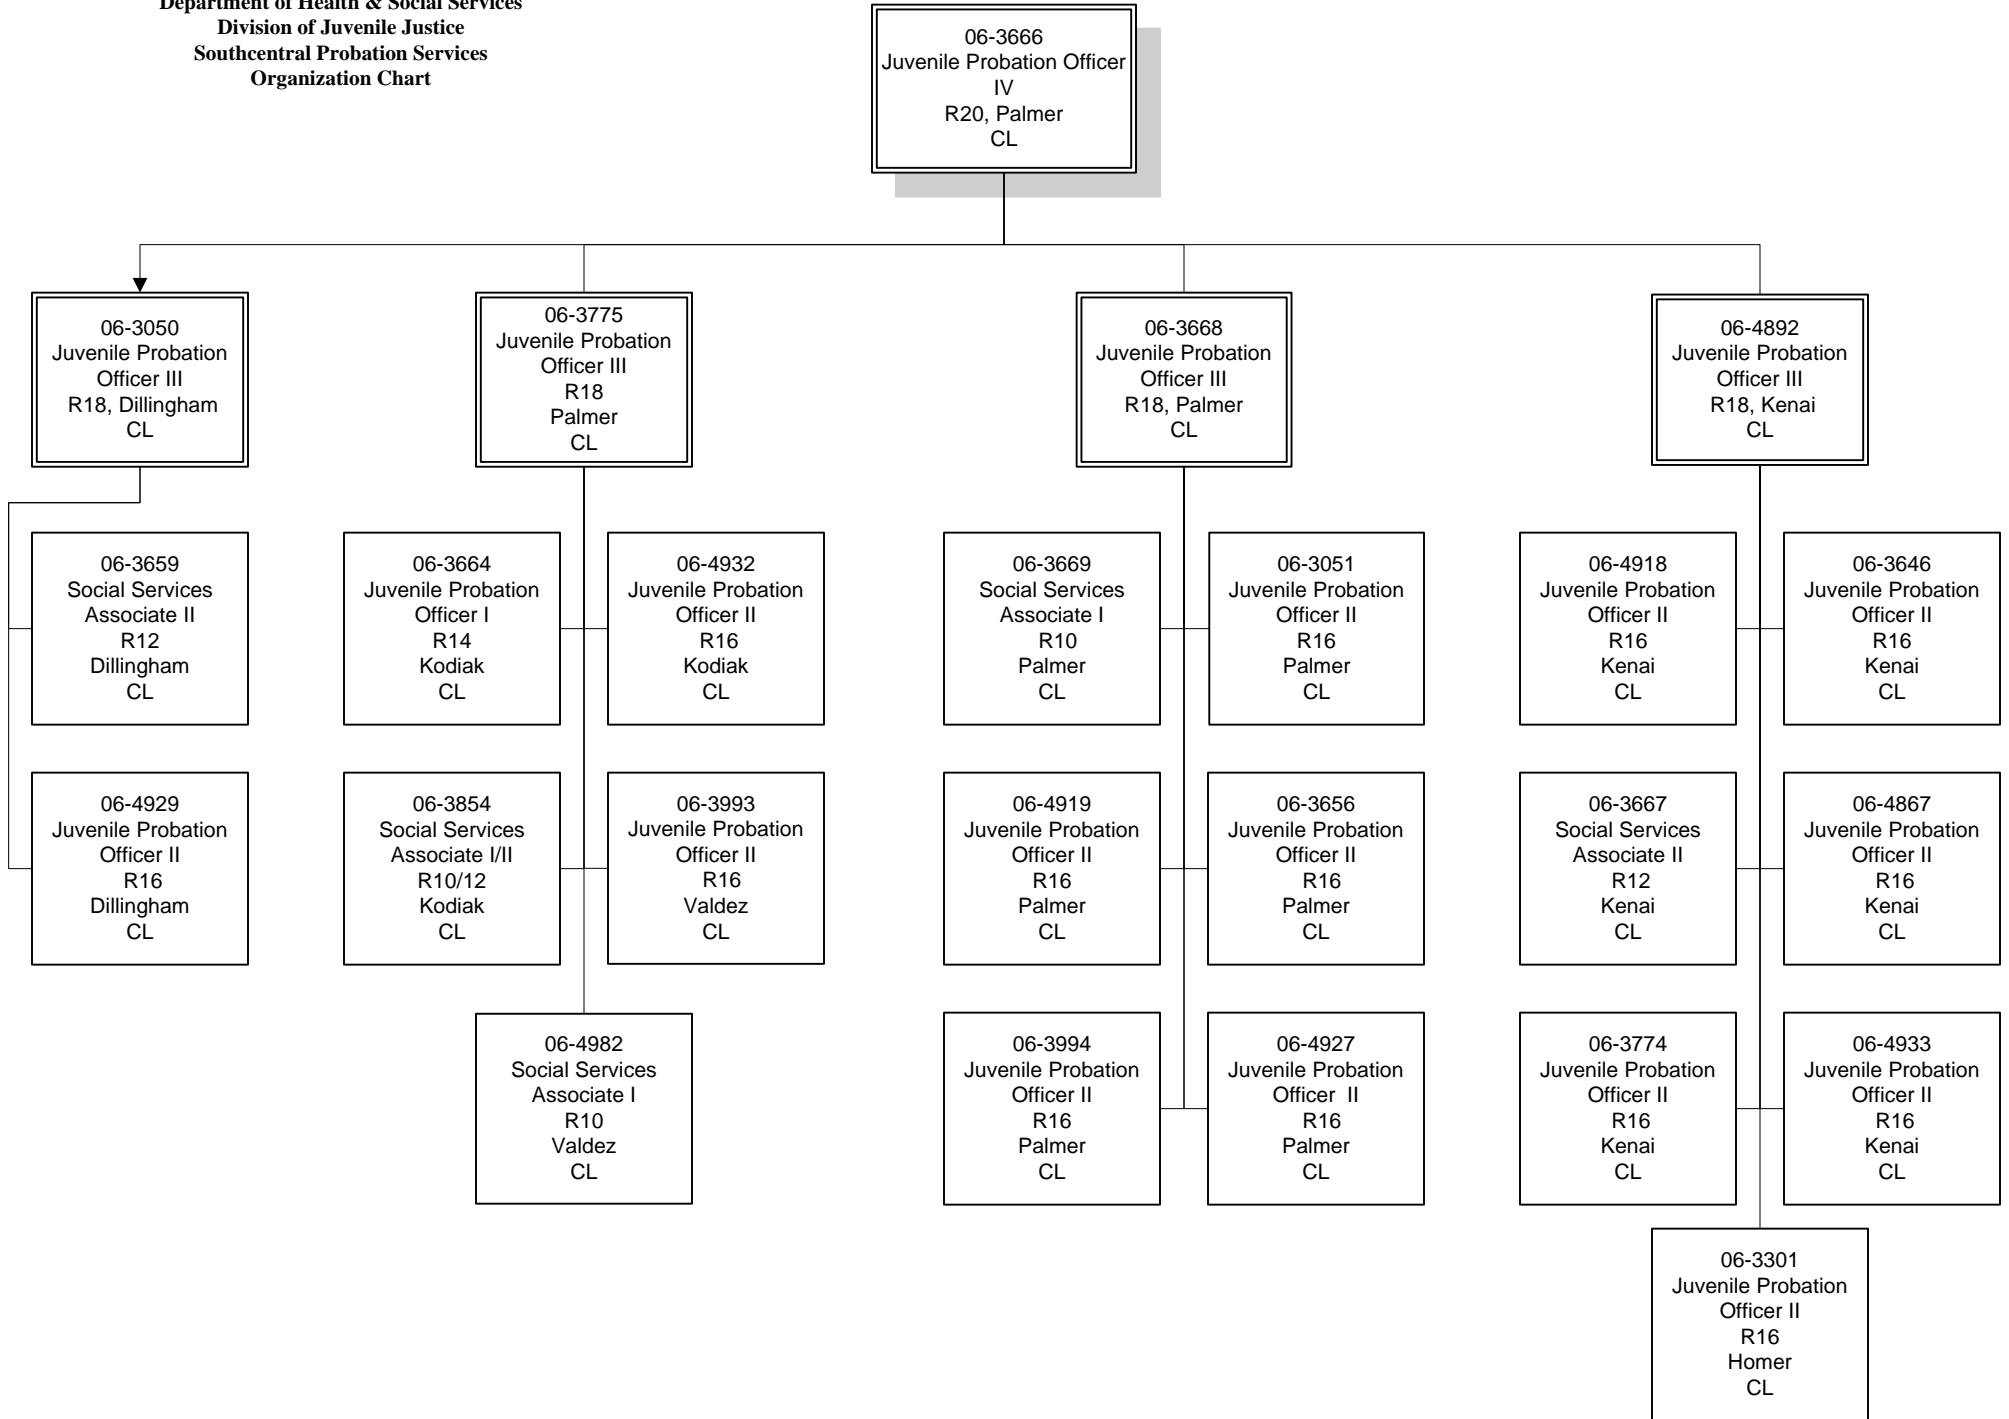 Department of Health & Social Services
Division of Juvenile Justice
Southcentral Probation Services
Organization Chart
06-3666
Juvenile Probation Officer
IV
R20, Palmer
CL
06-3050
Juvenile Probation
Officer III
R18, Dillingham
CL
06-3775
Juvenile Probation
Officer III
R18
Palmer
CL
06-3668
Juvenile Probation
Officer III
R18, Palmer
CL
06-4892
Juvenile Probation
Officer III
R18, Kenai
CL
06-3659
Social Services
Associate II
R12
Dillingham
CL
06-3664
Juvenile Probation
Officer I
R14
Kodiak
CL
06-4932
Juvenile Probation
Officer II
R16
Kodiak
CL
06-3669
Social Services
Associate I
R10
Palmer
CL
06-3051
Juvenile Probation
Officer II
R16
Palmer
CL
06-4918
Juvenile Probation
Officer II
R16
Kenai
CL
06-3646
Juvenile Probation
Officer II
R16
Kenai
CL
06-4929
Juvenile Probation
Officer II
R16
Dillingham
CL
06-3854
Social Services
Associate I/II
R10/12
Kodiak
CL
06-3993
Juvenile Probation
Officer II
R16
Valdez
CL
06-4919
Juvenile Probation
Officer II
R16
Palmer
CL
06-3656
Juvenile Probation
Officer II
R16
Palmer
CL
06-3667
Social Services
Associate II
R12
Kenai
CL
06-4867
Juvenile Probation
Officer II
R16
Kenai
CL
06-4982
Social Services
Associate I
R10
Valdez
CL
06-3994
Juvenile Probation
Officer II
R16
Palmer
CL
06-4927
Juvenile Probation
Officer  II
R16
Palmer
CL
06-3774
Juvenile Probation
Officer II
R16
Kenai
CL
06-4933
Juvenile Probation
Officer II
R16
Kenai
CL
06-3301
Juvenile Probation
Officer II
R16
Homer
CL